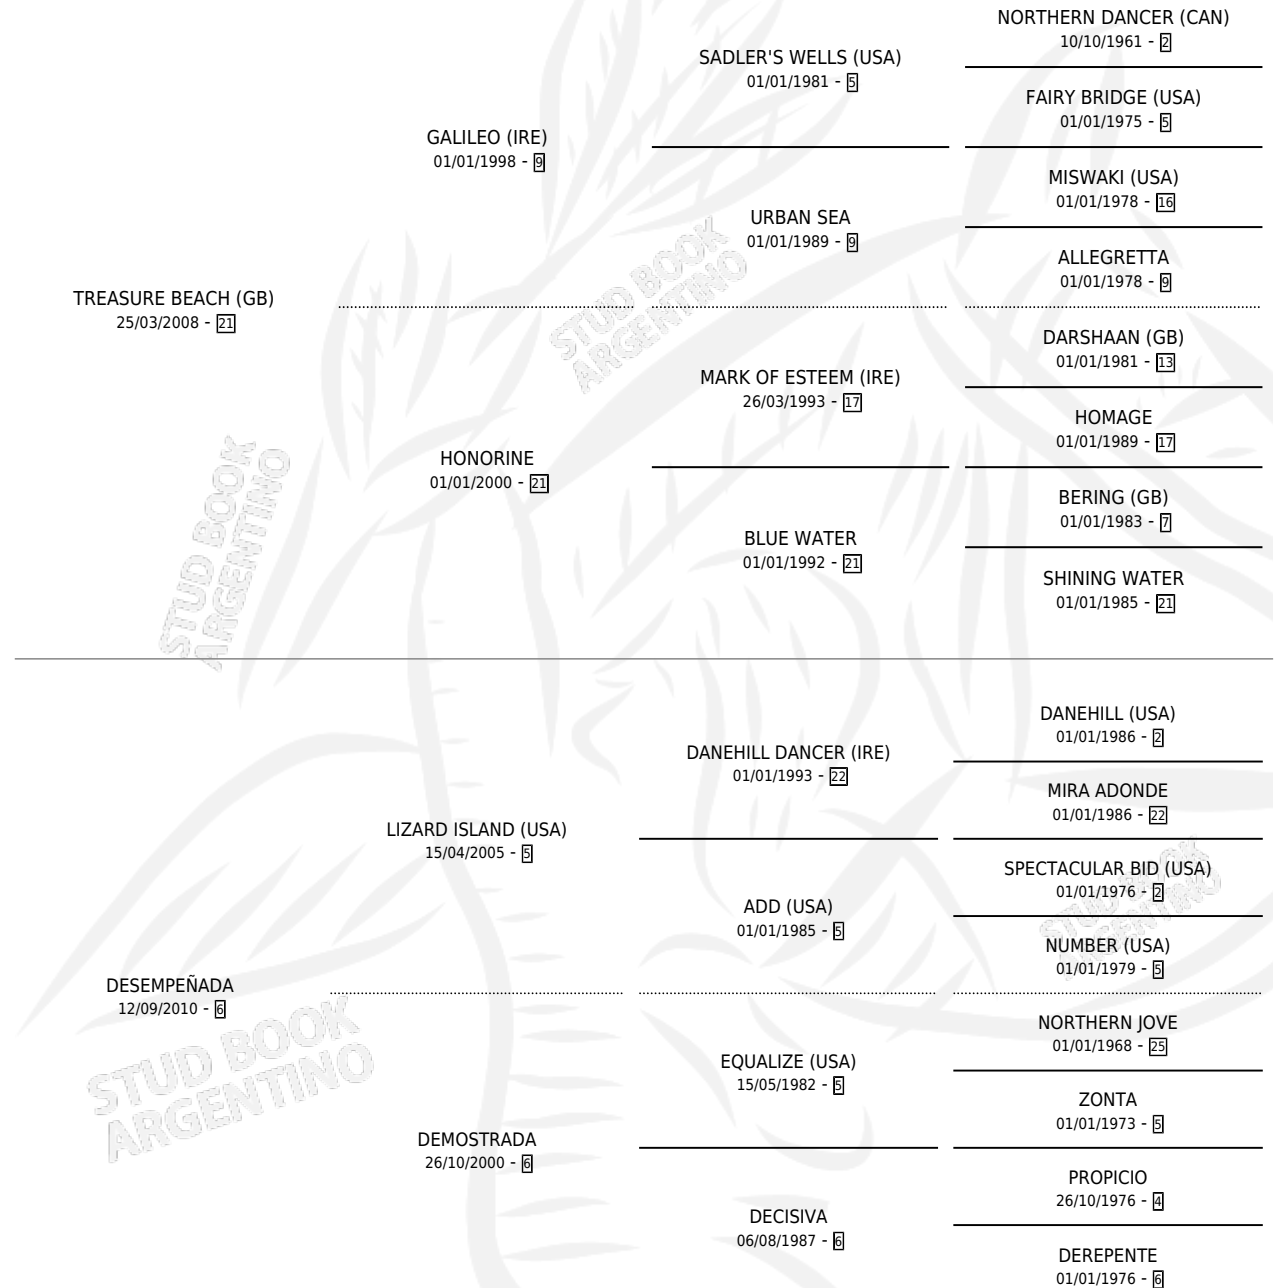 NORTHERN DANCER (CAN)
10/10/1961 - 2
SADLER'S WELLS (USA)
01/01/1981 - 5
FAIRY BRIDGE (USA)
01/01/1975 - 5
GALILEO (IRE)
01/01/1998 - 9
MISWAKI (USA)
01/01/1978 - 16
URBAN SEA
01/01/1989 - 9
ALLEGRETTA
01/01/1978 - 9
TREASURE BEACH (GB)
25/03/2008 - 21
DARSHAAN (GB)
01/01/1981 - 13
MARK OF ESTEEM (IRE)
26/03/1993 - 17
HOMAGE
01/01/1989 - 17
HONORINE
01/01/2000 - 21
BERING (GB)
01/01/1983 - 7
BLUE WATER
01/01/1992 - 21
SHINING WATER
01/01/1985 - 21
DANEHILL (USA)
01/01/1986 - 2
DANEHILL DANCER (IRE)
01/01/1993 - 22
MIRA ADONDE
01/01/1986 - 22
LIZARD ISLAND (USA)
15/04/2005 - 5
SPECTACULAR BID (USA)
01/01/1976 - 2
ADD (USA)
01/01/1985 - 5
NUMBER (USA)
01/01/1979 - 5
DESEMPEÑADA
12/09/2010 - 6
NORTHERN JOVE
01/01/1968 - 25
EQUALIZE (USA)
15/05/1982 - 5
ZONTA
01/01/1973 - 5
DEMOSTRADA
26/10/2000 - 6
PROPICIO
26/10/1976 - 4
DECISIVA
06/08/1987 - 6
DEREPENTE
01/01/1976 - 6
STUD BOOK
ARGENTINO
STUD BOOK
ARGENTINO
STUD BOOK
ARGENTINO
STUD BOOK
ARGENTINO